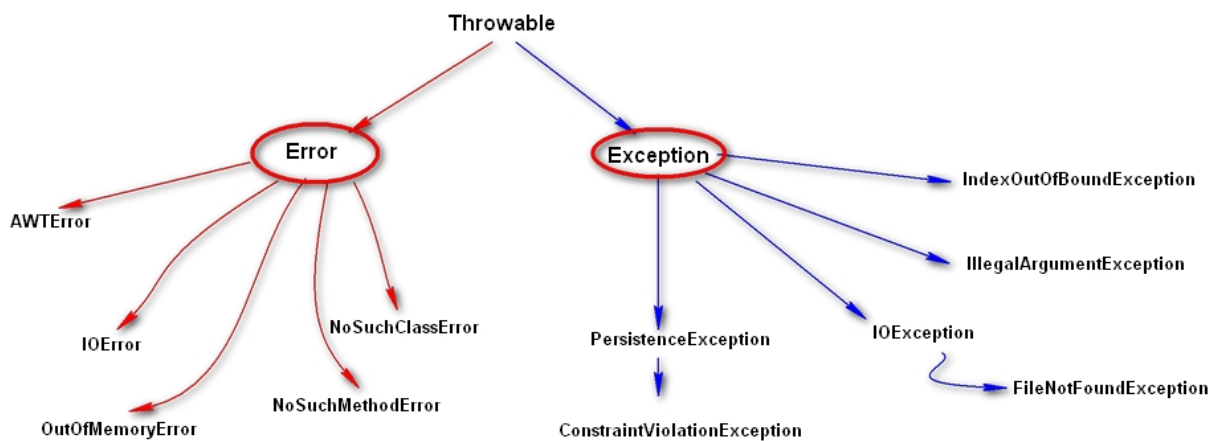 Throwable
Error
Exception
IndexOutOfBoundException
AWTError
IllegalArgumentException
NoSuchClassError
IOError
PersistenceException
IOException
FileNotFoundException
NoSuchMethodError
OutOfMemoryError
ConstraintViolationException